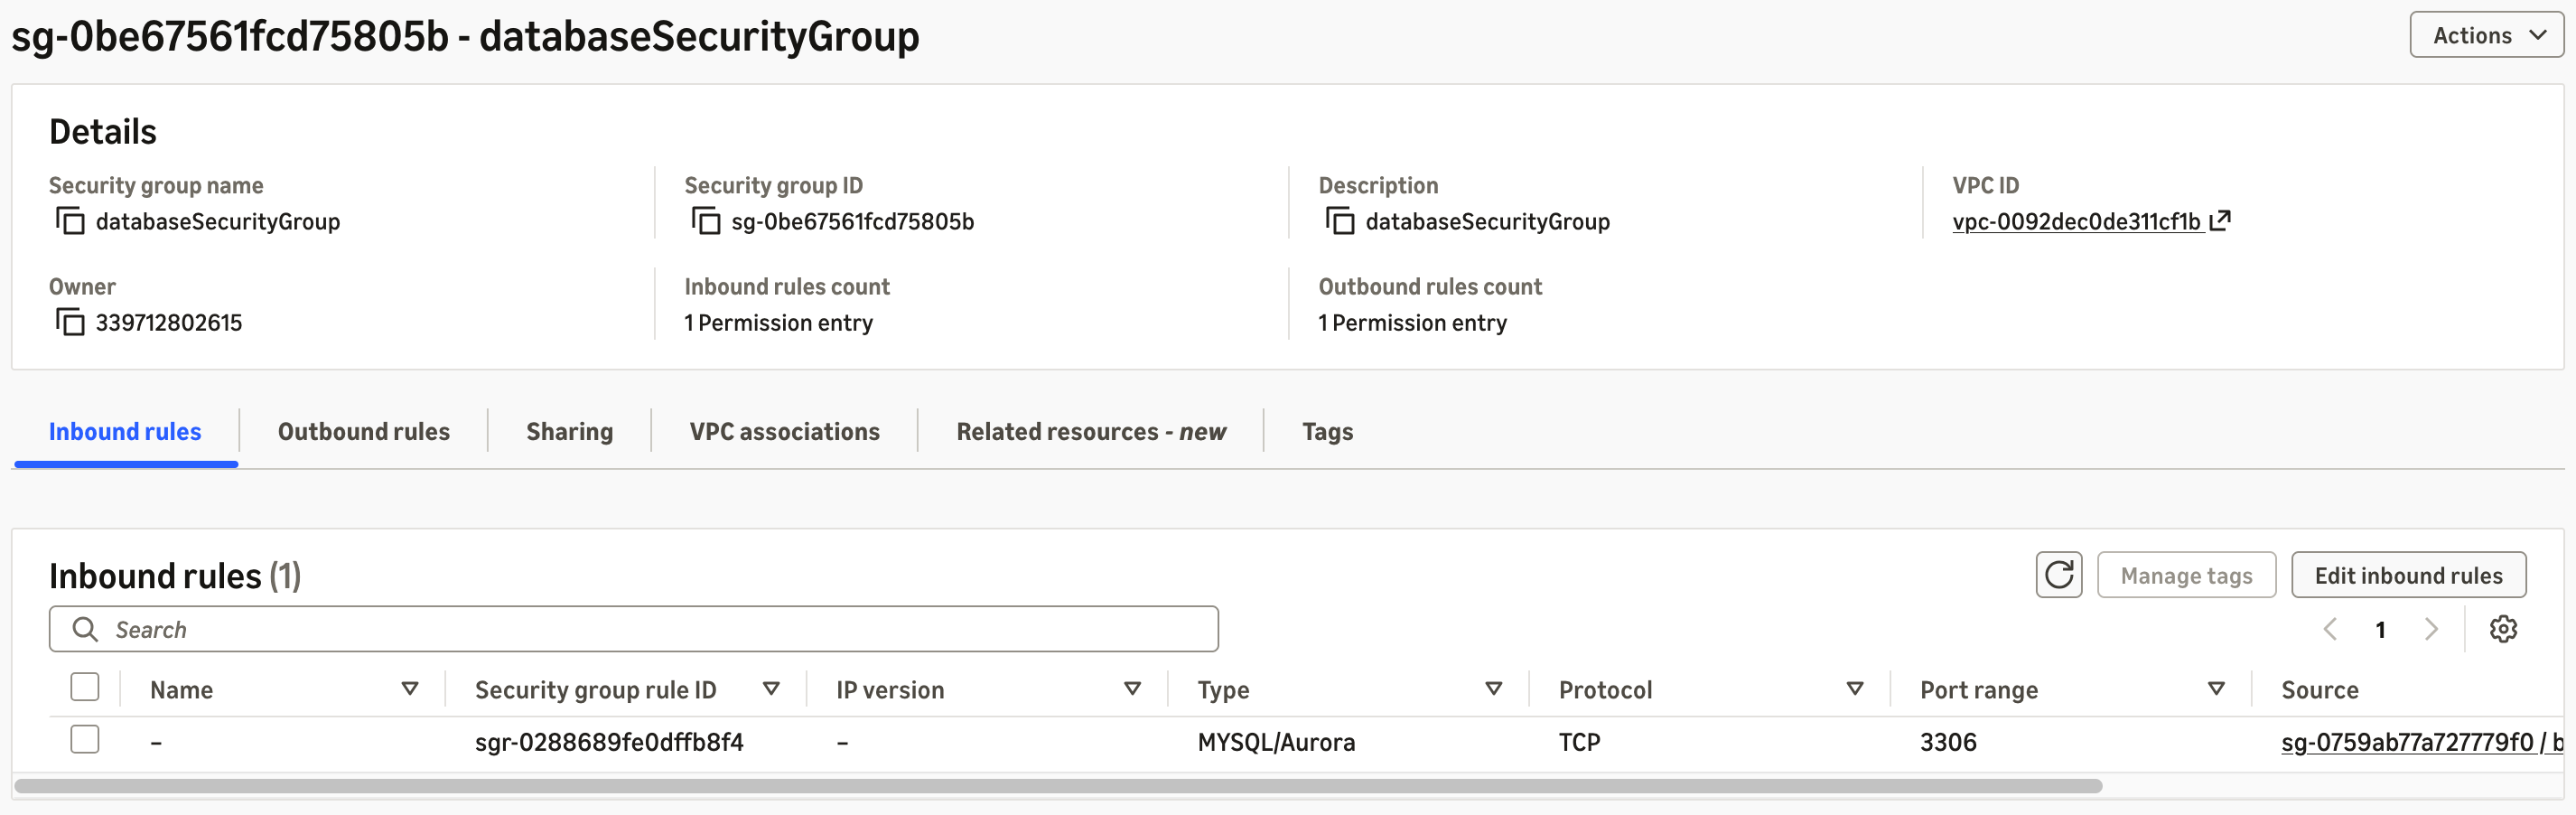 sg-0be67561fcd75805b - databaseSecurityGroup
Actions
Details
Security group name
databaseSecurityGroup
Security group ID
sg-0be67561fcd75805b
Description
databaseSecurityGroup
VPC ID
vpc-0092dec0de311cf1b
Owner
339712802615
Inbound rules count
1 Permission entry
Outbound rules count
1 Permission entry
Inbound rules
Outbound rules
Sharing
VPC associations
Related resources - new
Tags
Inbound rules (1)
Manage tags
Edit inbound rules
Search
1
Name
Security group rule ID
IP version
Type
Protocol
Port range
Source
–
sgr-0288689fe0dffb8f4
–
MYSQL/Aurora
TCP
3306
sg-0759ab77a727779f0 / b